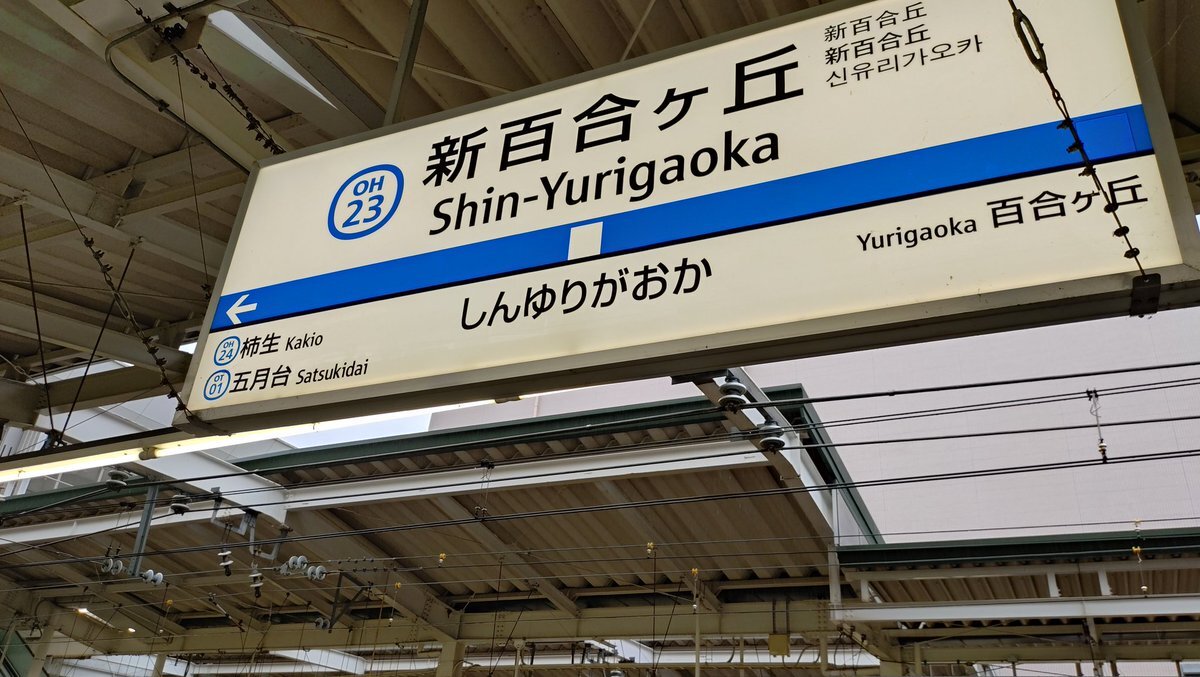 OH
23
新百合ヶ丘
Shin-Yurigaoka
新百合丘
新百合丘
신유리가오카
しんゆりがおか
←
OH
24
柿生 Kakio
OT
01
五月台 Satsukidai
Yurigaoka 百合ヶ丘